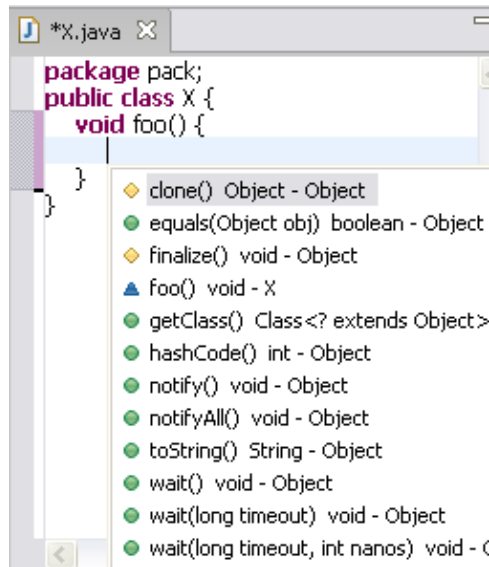 *X.java
package pack;
public class X {
void foo() {
}
}
clone() Object - Object
equals(Object obj) boolean - Object
finalize() void - Object
foo() void - X
getClass() Class<? extends Object>
hashCode() int - Object
notify() void - Object
notifyAll() void - Object
toString() String - Object
wait() void - Object
wait(long timeout) void - Object
wait(long timeout, int nanos) void -